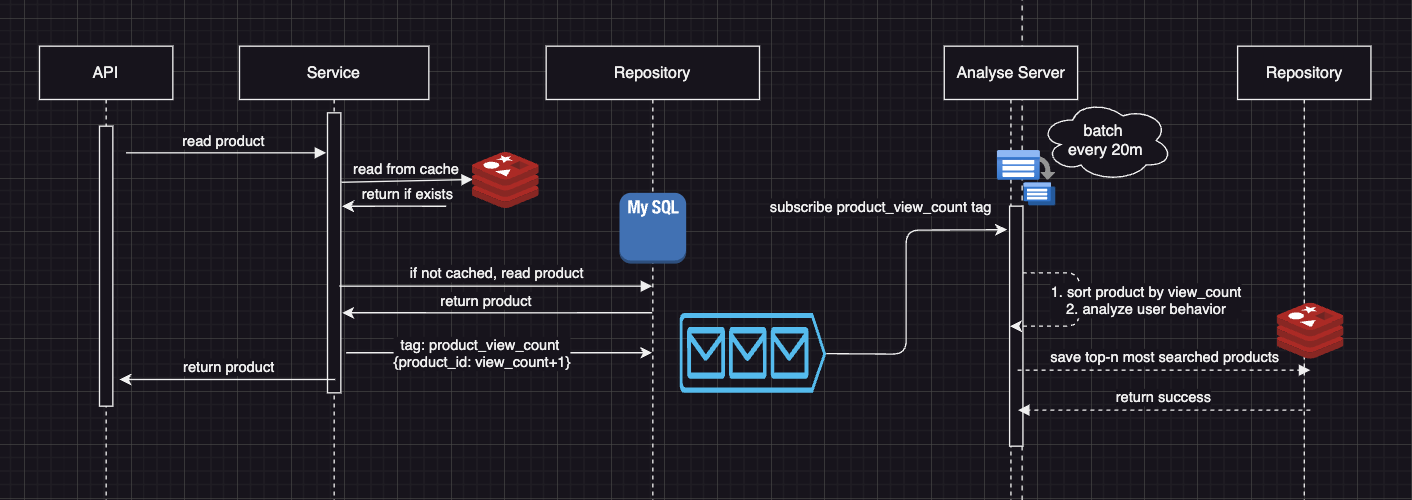 API
Service
Repository
Analyse Server
Repository
batch
every 20m
read product
read from cache
return if exists
My SQL
subscribe product_view_count tag
if not cached, read product
return product
1. sort product by view_count
2. analyze user behavior
tag: product_view_count
{product_id: view_count+1}
save top-n most searched products
return product
return success